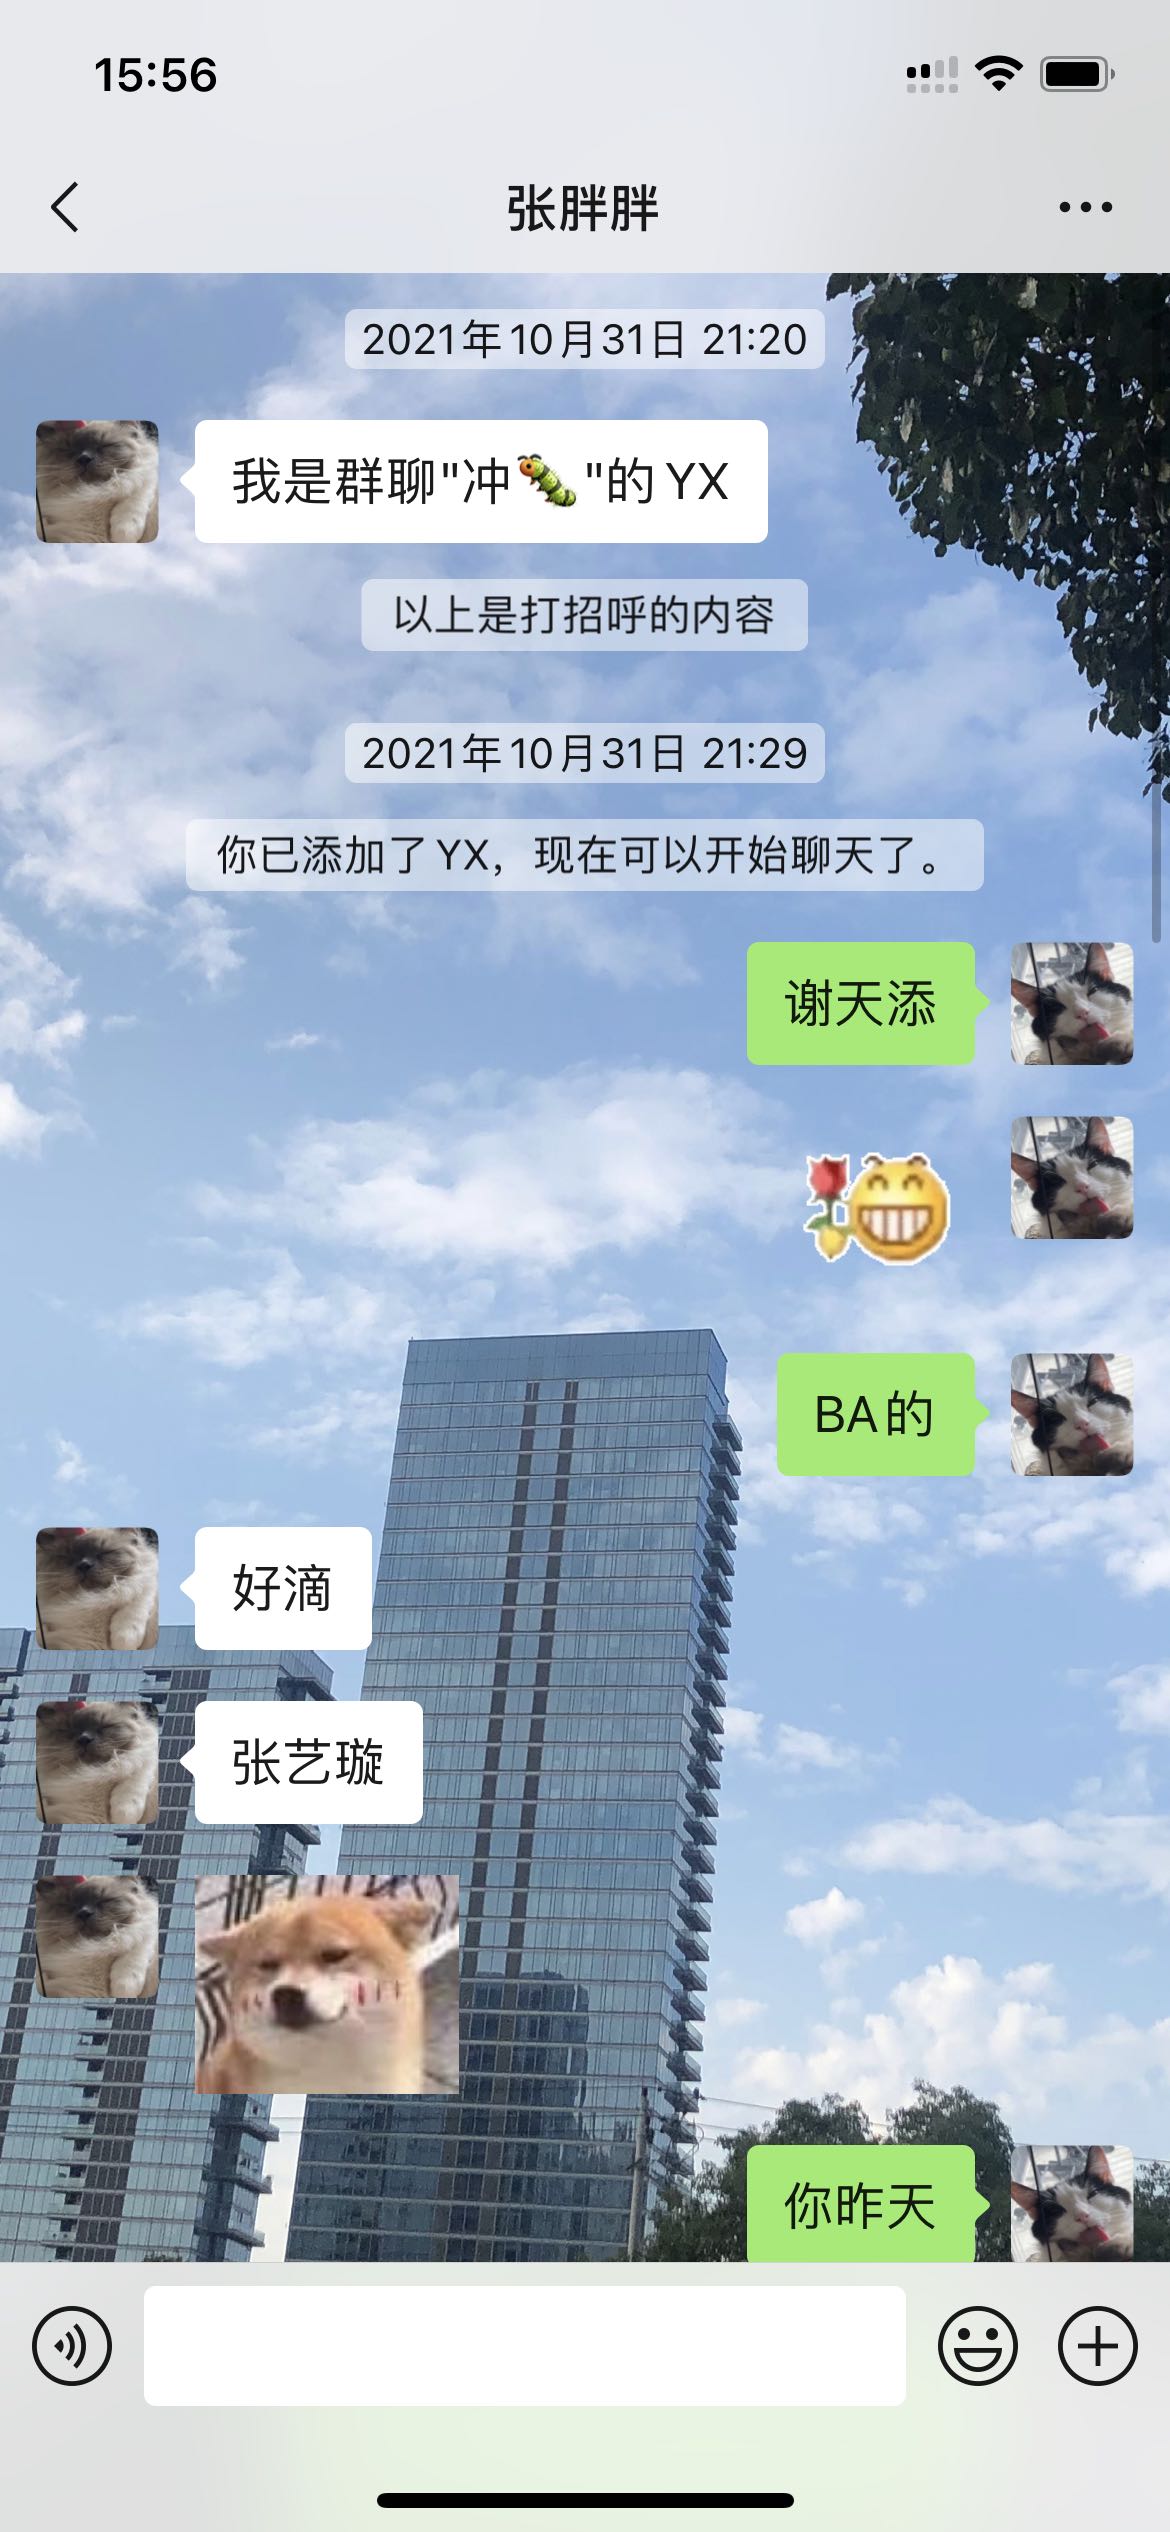 15:56
张胖胖
2021年10月31日 21:20
我是群聊"冲🐛"的YX
以上是打招呼的内容
2021年10月31日 21:29
你已添加了YX，现在可以开始聊天了。
谢天添
BA的
好滴
张艺璇
你昨天